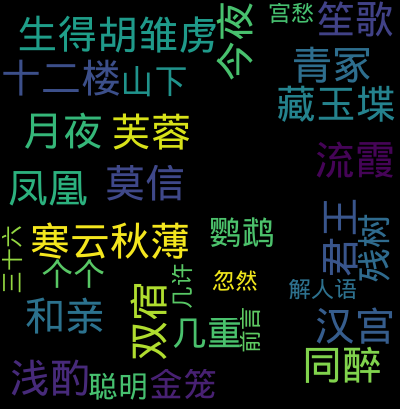 宫愁
笙歌
生得胡雏虏
今夜
青冢
十二楼
山下
藏玉堞
月夜
芙蓉
流霞
凤凰
莫信
君王
残树
鹦鹉
寒云秋薄
三十六
个个
几许
忽然
解人语
双宿
和亲
前言
几重
汉宫
同醉
浅酌
聪明
金笼